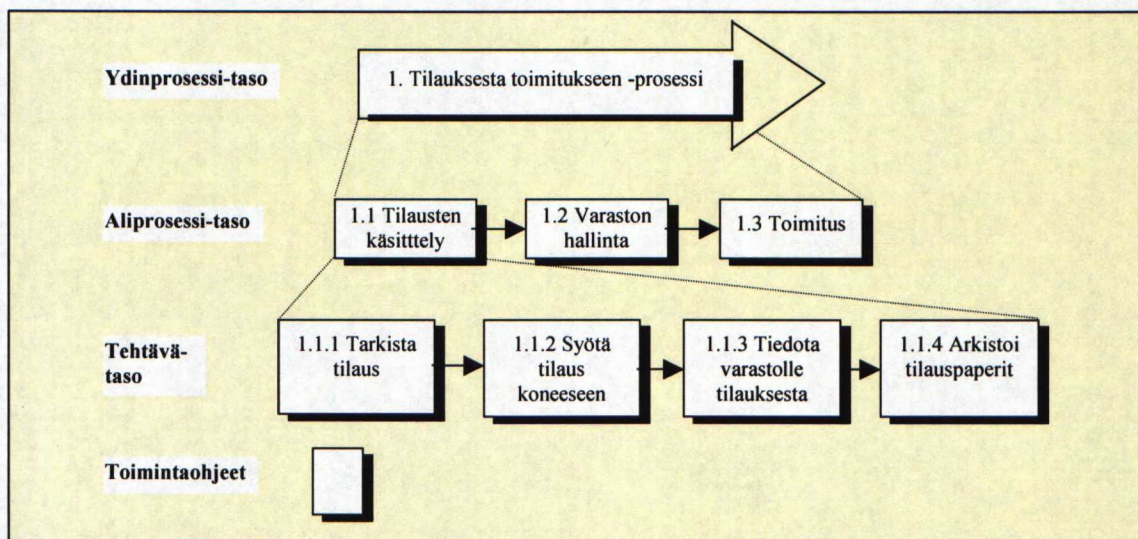 Ydinprosessi-taso
1. Tilauksesta toimitukseen -prosessi
Aliprosessi-taso
1.1 Tilausten
käsitttely
1.2 Varaston
hallinta
1.3 Toimitus
Tehtävä-
taso
1.1.1 Tarkista
tilaus
1.1.2 Syötä
tilaus
koneeseen
1.1.3 Tiedota
varastolle
tilauksesta
1.1.4 Arkistoi
tilauspaperit
Toimintaohjeet